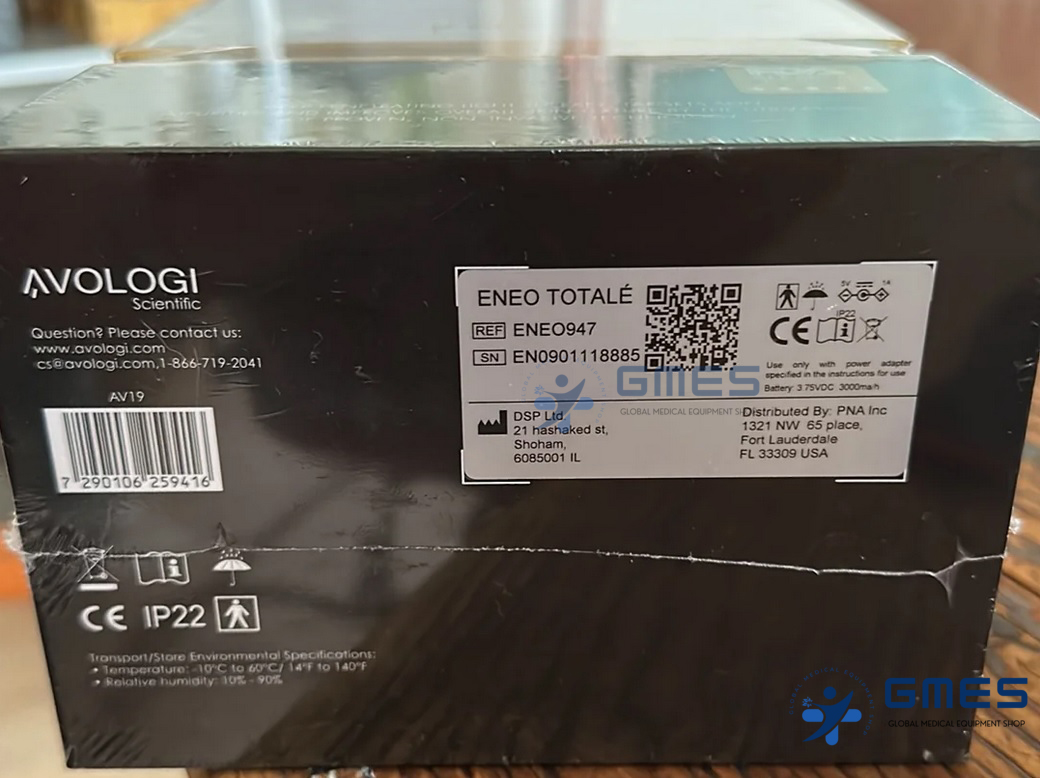 AVOLOGI
Scientific
Question? Please contact us:
www.avologi.com
cs@avologi.com,1-866-719-2041
AV19
7 290106 259416
CE IP22
Transport/Store Environmental Specifications:
• Temperature: -10°C to 60°C/ 14°F to 140°F
• Relative humidity: 10% - 90%
ENEO TOTALÉ
REF ENEO947
SN EN0901118885
5V 1A
IP22
CE
Use only with power adapter
specified in the instructions for use
Battery: 3.75VDC 3000ma/h
DSP Ltd.
21 hashaked st,
Shoham,
6085001 IL
Distributed By: PNA Inc
1321 NW 65 place,
Fort Lauderdale
FL 33309 USA
GMES
GLOBAL MEDICAL EQUIPMENT SHOP
GMES
GLOBAL MEDICAL EQUIPMENT SHOP